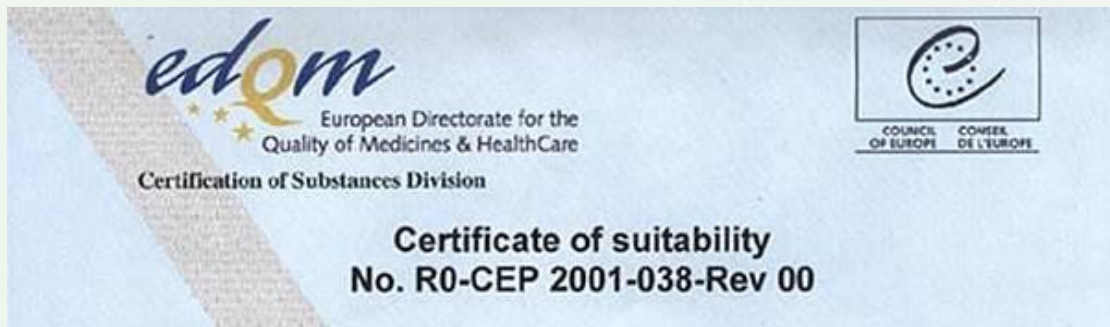 edQm
European Directorate for the
Quality of Medicines & HealthCare
COUNCIL CONSEIL
OF EUROPE DE L'EUROPE
Certification of Substances Division
Certificate of suitability
No. R0-CEP 2001-038-Rev 00